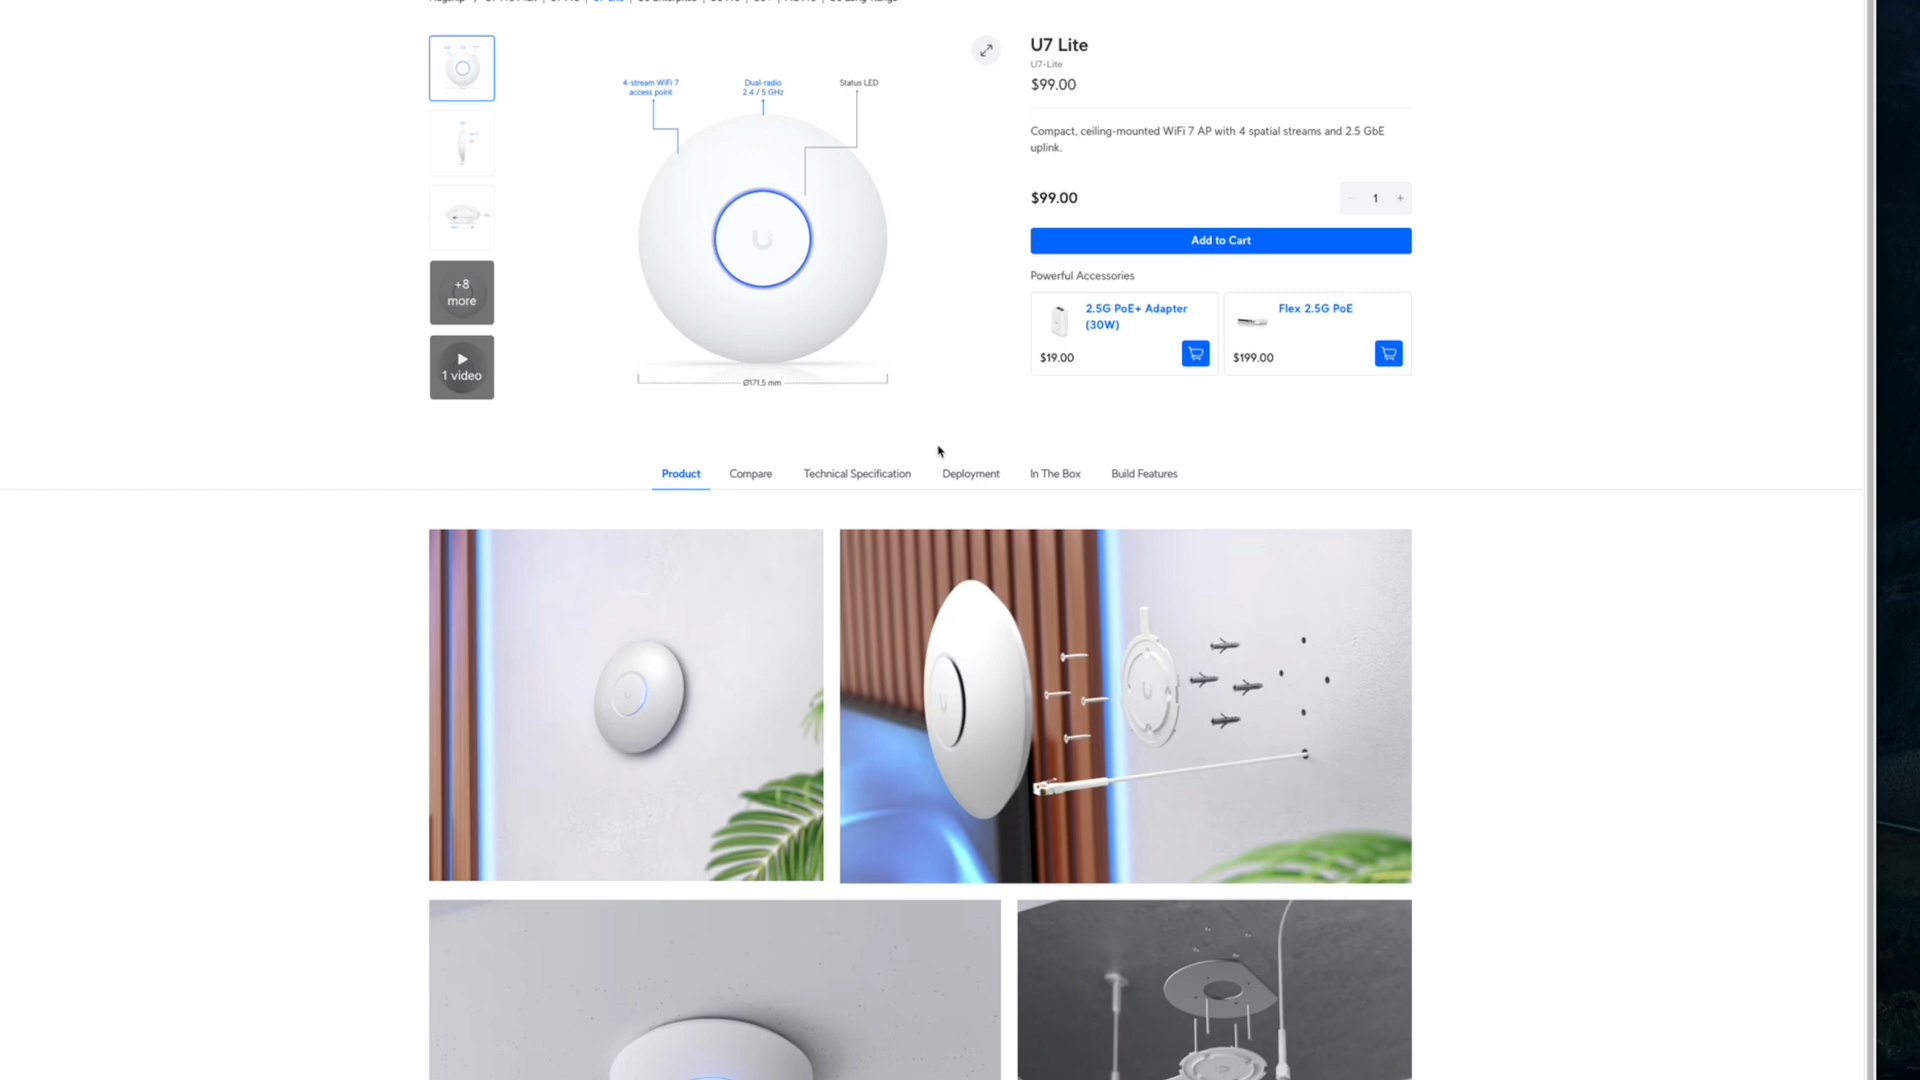 U7 Lite
U7-Lite
$99.00
4-stream WiFi 7
access point
Dual-radio
2.4 / 5 GHz
Status LED
Ø171.5 mm
+8
more
1 video
Compact, ceiling-mounted WiFi 7 AP with 4 spatial streams and 2.5 GbE
uplink.
$99.00
− 1 +
Add to Cart
Powerful Accessories
2.5G PoE+ Adapter
(30W)
$19.00
Flex 2.5G PoE
$199.00
Product Compare Technical Specification Deployment In The Box Build Features